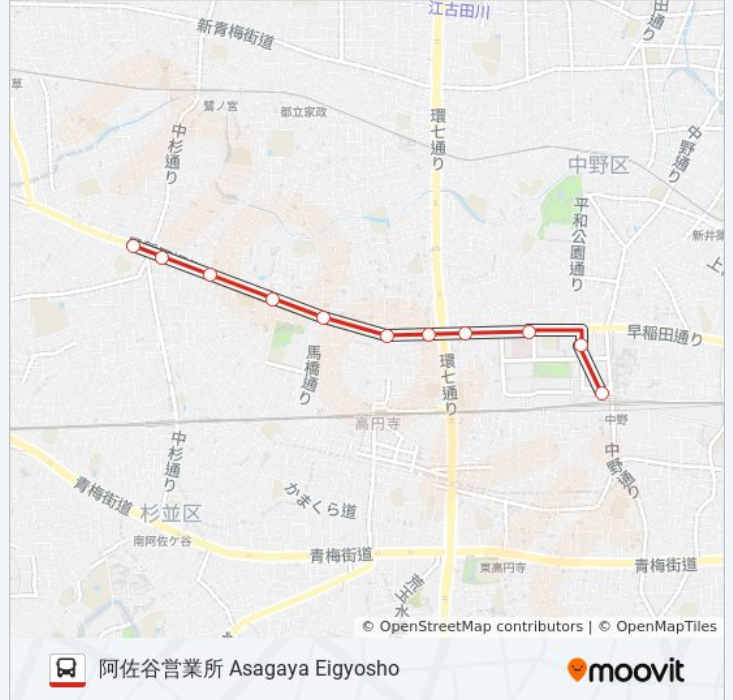 江古田川
新青梅街道
鷺ノ宮
都立家政
環七通り
中杉通り
中野通り
中野区
平和公園通り
早稲田通り
馬橋通り
環七通り
高円寺
中野
中野通り
中杉通り
青梅街道
杉並区
かまくら道
南阿佐ケ谷
青梅街道
東高円寺
青梅街道
© OpenStreetMap contributors | © OpenMapTiles
阿佐谷営業所 Asagaya Eigyosho
moovit